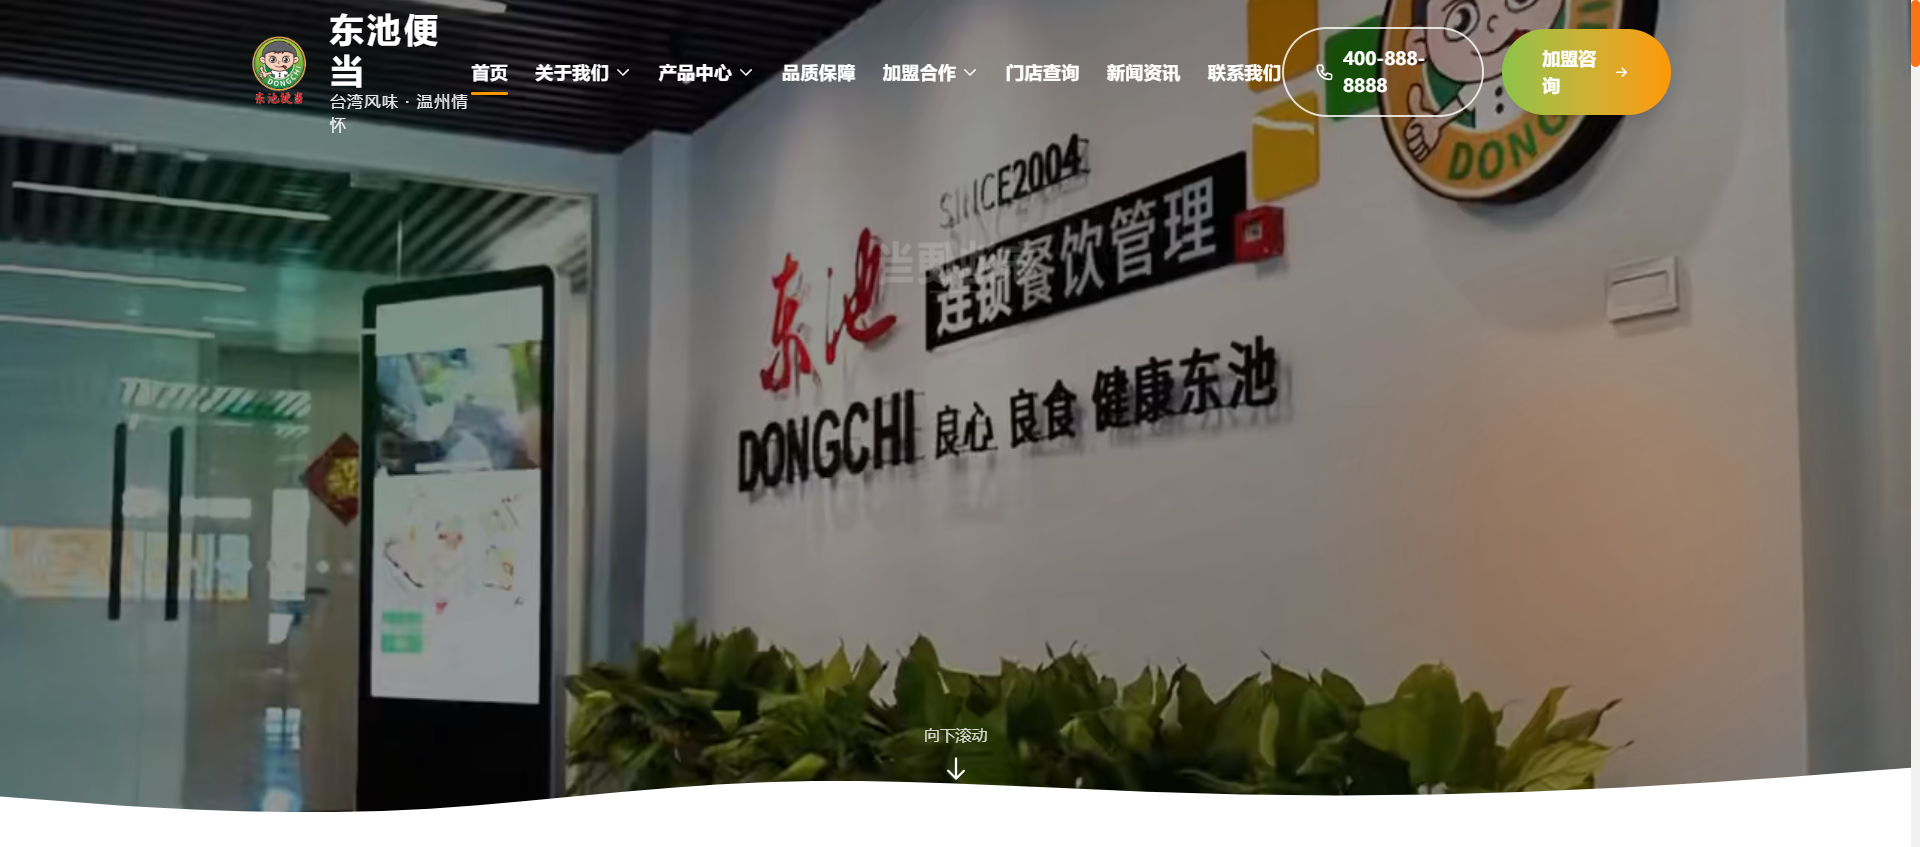 东池便
当
台湾风味 · 温州情
怀
DONGCHI
东池便当
首页
关于我们
产品中心
品质保障
加盟合作
门店查询
新闻资讯
联系我们
400-888-
8888
加盟咨
询
DONG
SINCE2004
东池
连锁餐饮管理
DONGCHI 良心 良食 健康东池
向下滚动